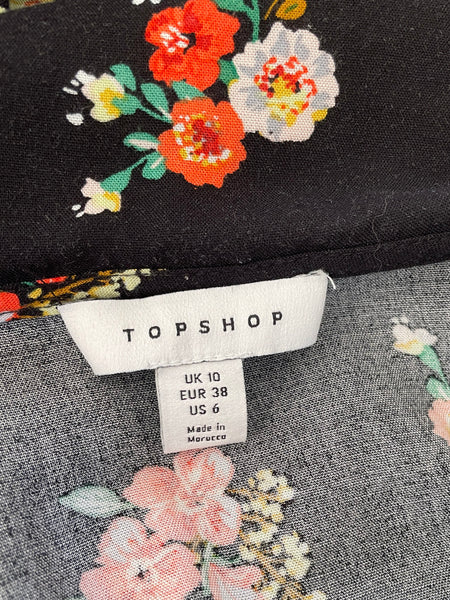 TOPSHOP
UK 10
EUR 38
US 6
Made in
Morocco